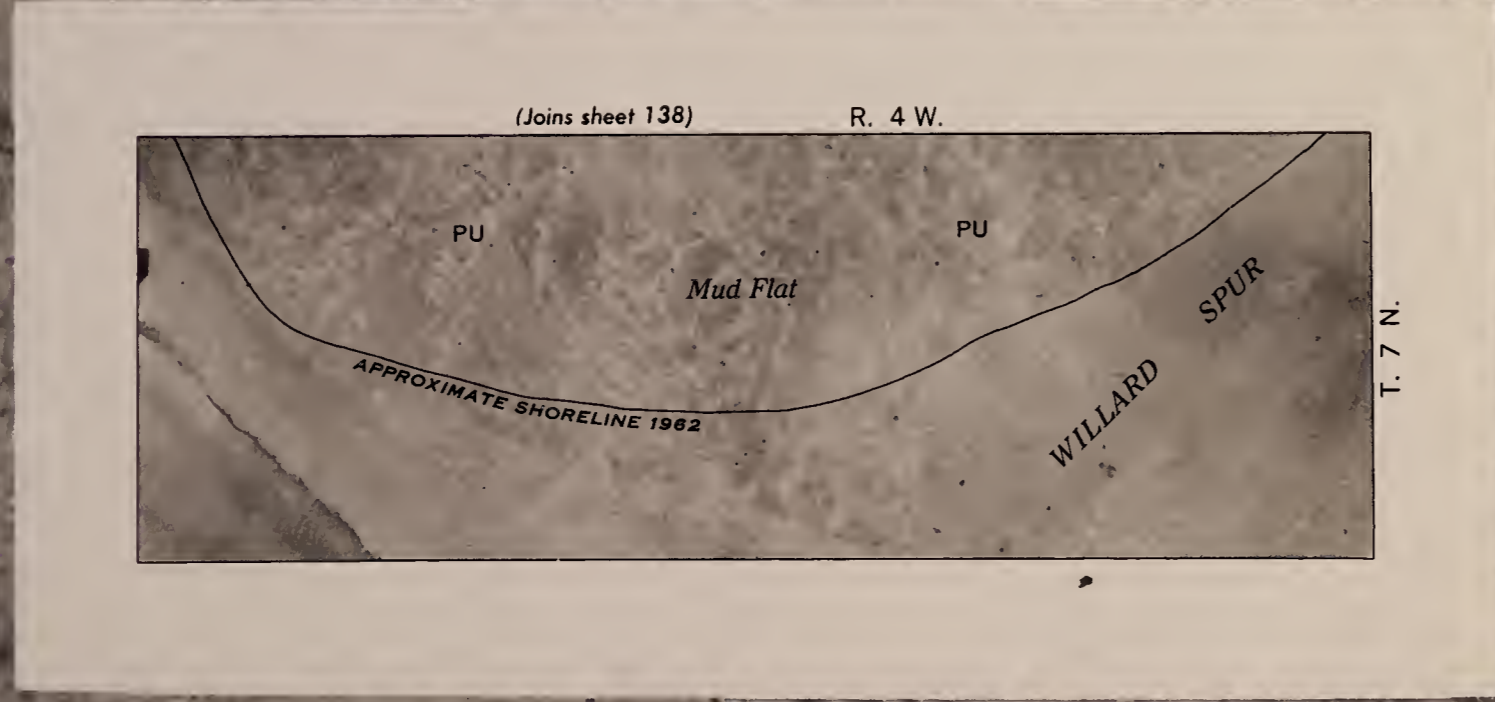 (Joins sheet 138)
R. 4 W.
PU
PU
Mud Flat
SPUR
T. 7 N.
WILLARD
APPROXIMATE SHORELINE 1962